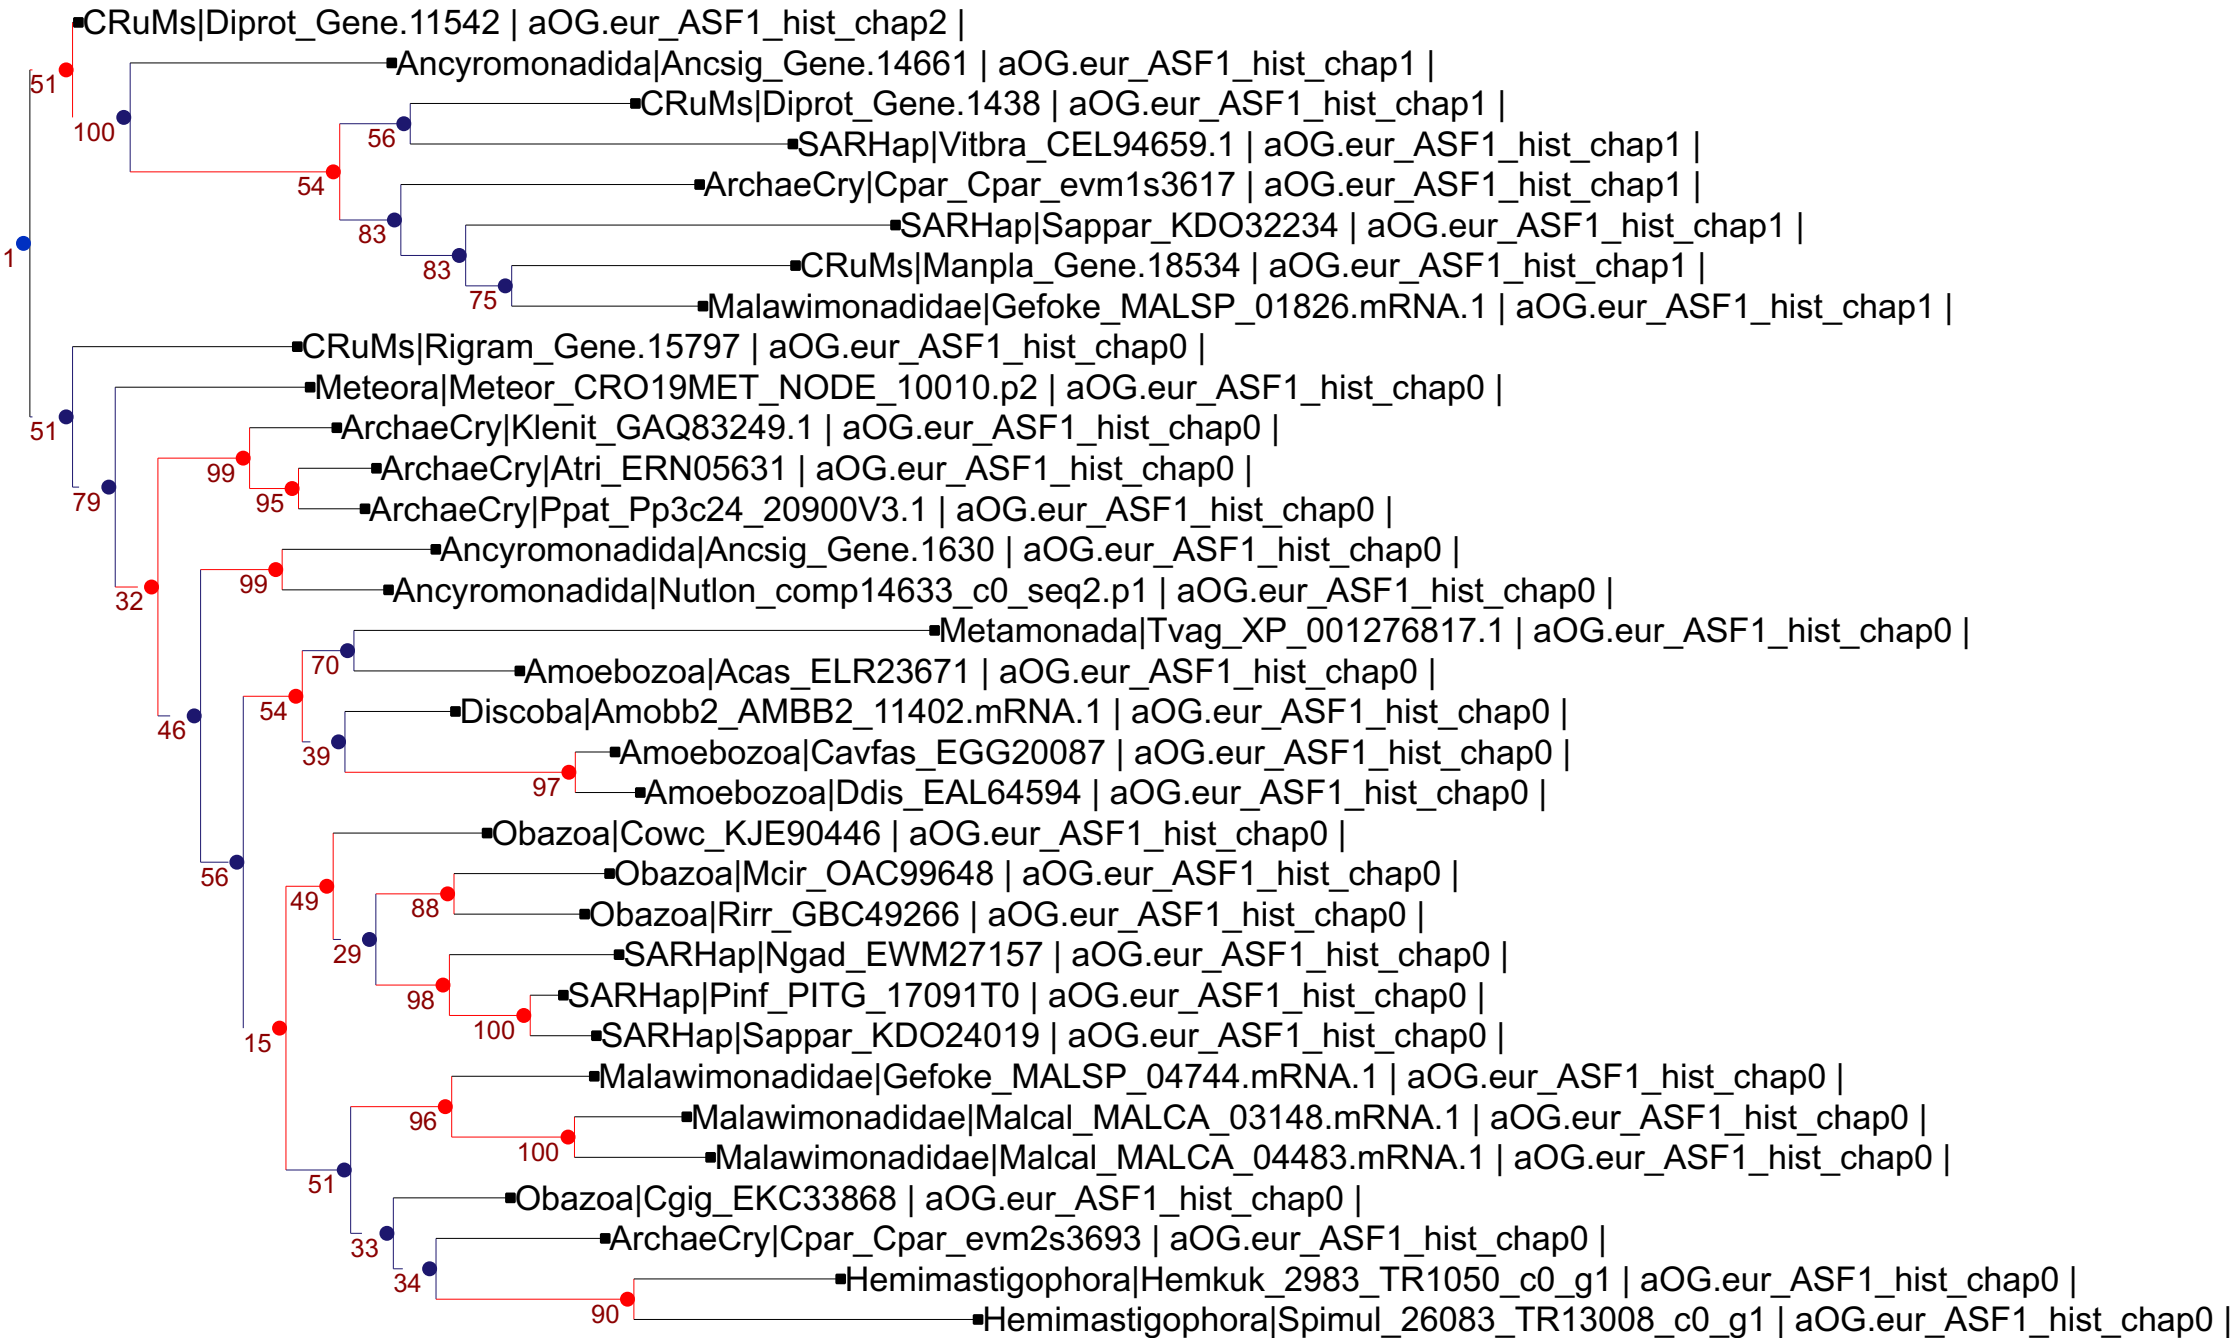 CRuMs|Diprot_Gene.11542 | aOG.eur_ASF1_hist_chap2 |
51
Ancyromonadida|Ancsig_Gene.14661 | aOG.eur_ASF1_hist_chap1 |
100
CRuMs|Diprot_Gene.1438 | aOG.eur_ASF1_hist_chap1 |
56
SARHap|Vitbra_CEL94659.1 | aOG.eur_ASF1_hist_chap1 |
54
ArchaeCry|Cpar_Cpar_evm1s3617 | aOG.eur_ASF1_hist_chap1 |
83
SARHap|Sappar_KDO32234 | aOG.eur_ASF1_hist_chap1 |
1
83
CRuMs|Manpla_Gene.18534 | aOG.eur_ASF1_hist_chap1 |
75
Malawimonadidae|Gefoke_MALSP_01826.mRNA.1 | aOG.eur_ASF1_hist_chap1 |
CRuMs|Rigram_Gene.15797 | aOG.eur_ASF1_hist_chap0 |
Meteora|Meteor_CRO19MET_NODE_10010.p2 | aOG.eur_ASF1_hist_chap0 |
51
ArchaeCry|Klenit_GAQ83249.1 | aOG.eur_ASF1_hist_chap0 |
99
ArchaeCry|Atri_ERN05631 | aOG.eur_ASF1_hist_chap0 |
79
95
ArchaeCry|Ppat_Pp3c24_20900V3.1 | aOG.eur_ASF1_hist_chap0 |
Ancyromonadida|Ancsig_Gene.1630 | aOG.eur_ASF1_hist_chap0 |
99
Ancyromonadida|Nutlon_comp14633_c0_seq2.p1 | aOG.eur_ASF1_hist_chap0 |
32
Metamonada|Tvag_XP_001276817.1 | aOG.eur_ASF1_hist_chap0 |
70
Amoebozoa|Acas_ELR23671 | aOG.eur_ASF1_hist_chap0 |
54
Discoba|Amobb2_AMBB2_11402.mRNA.1 | aOG.eur_ASF1_hist_chap0 |
46
39
Amoebozoa|Cavfas_EGG20087 | aOG.eur_ASF1_hist_chap0 |
97
Amoebozoa|Ddis_EAL64594 | aOG.eur_ASF1_hist_chap0 |
Obazoa|Cowc_KJE90446 | aOG.eur_ASF1_hist_chap0 |
56
Obazoa|Mcir_OAC99648 | aOG.eur_ASF1_hist_chap0 |
49
88
Obazoa|Rirr_GBC49266 | aOG.eur_ASF1_hist_chap0 |
29
SARHap|Ngad_EWM27157 | aOG.eur_ASF1_hist_chap0 |
98
SARHap|Pinf_PITG_17091T0 | aOG.eur_ASF1_hist_chap0 |
100
SARHap|Sappar_KDO24019 | aOG.eur_ASF1_hist_chap0 |
15
Malawimonadidae|Gefoke_MALSP_04744.mRNA.1 | aOG.eur_ASF1_hist_chap0 |
96
Malawimonadidae|Malcal_MALCA_03148.mRNA.1 | aOG.eur_ASF1_hist_chap0 |
100
Malawimonadidae|Malcal_MALCA_04483.mRNA.1 | aOG.eur_ASF1_hist_chap0 |
51
Obazoa|Cgig_EKC33868 | aOG.eur_ASF1_hist_chap0 |
33
ArchaeCry|Cpar_Cpar_evm2s3693 | aOG.eur_ASF1_hist_chap0 |
34
Hemimastigophora|Hemkuk_2983_TR1050_c0_g1 | aOG.eur_ASF1_hist_chap0 |
90
Hemimastigophora|Spimul_26083_TR13008_c0_g1 | aOG.eur_ASF1_hist_chap0 |